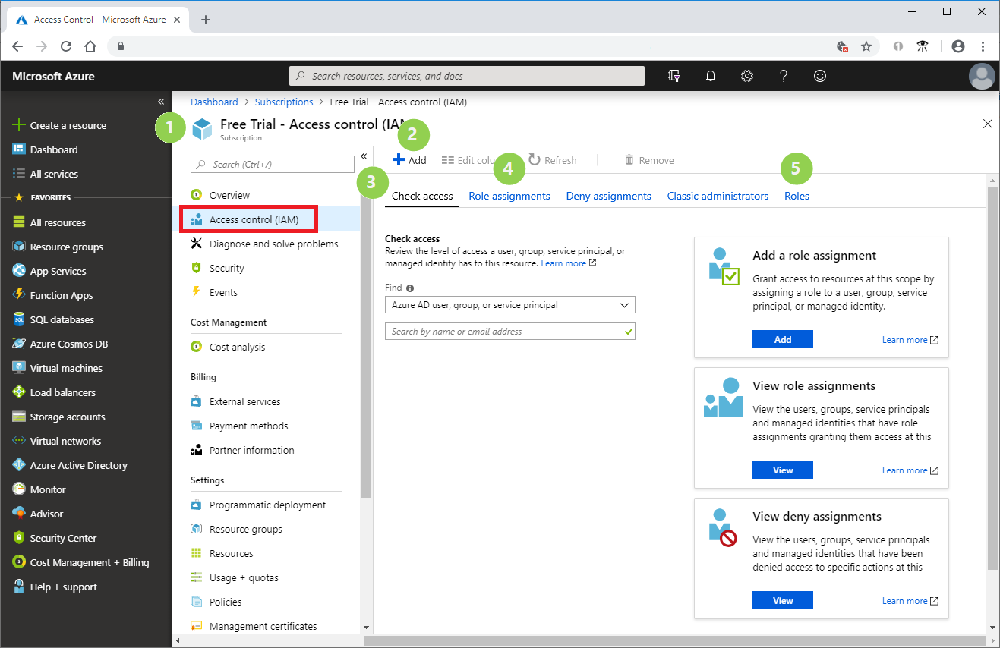 Access Control - Microsoft Azure
Microsoft Azure
Search resources, services, and docs
Dashboard > Subscriptions > Free Trial - Access control (IAM)
1
Free Trial - Access control (IAM
Subscription
2
Create a resource
Dashboard
All services
FAVORITES
All resources
Resource groups
App Services
Function Apps
SQL databases
Azure Cosmos DB
Virtual machines
Load balancers
Storage accounts
Virtual networks
Azure Active Directory
Monitor
Advisor
Security Center
Cost Management + Billing
Help + support
Search (Ctrl+/)
Overview
Access control (IAM)
Diagnose and solve problems
Security
Events
Cost Management
Cost analysis
Billing
External services
Payment methods
Partner information
Settings
Programmatic deployment
Resource groups
Resources
Usage + quotas
Policies
Management certificates
Add
Edit colu
Refresh
Remove
3
4
5
Check access
Role assignments
Deny assignments
Classic administrators
Roles
Check access
Review the level of access a user, group, service principal, or
managed identity has to this resource. Learn more
Find
Azure AD user, group, or service principal
Search by name or email address
Add a role assignment
Grant access to resources at this scope by
assigning a role to a user, group, service
principal, or managed identity.
Add
Learn more
View role assignments
View the users, groups, service principals
and managed identities that have role
assignments granting them access at this
View
Learn more
View deny assignments
View the users, groups, service principals
and managed identities that have been
denied access to specific actions at this
View
Learn more